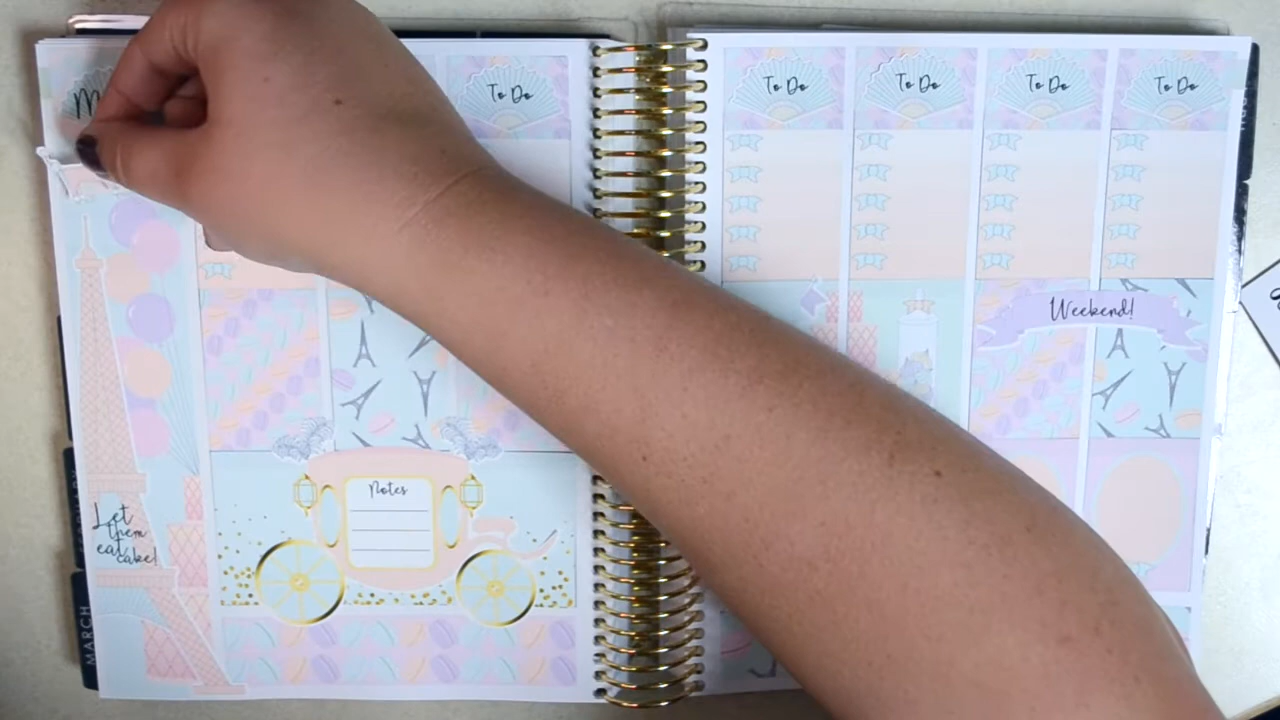 To Do
To Do
To Do
To Do
To Do
Weekend!
Notes
Let
them
eat
cake!
MARCH